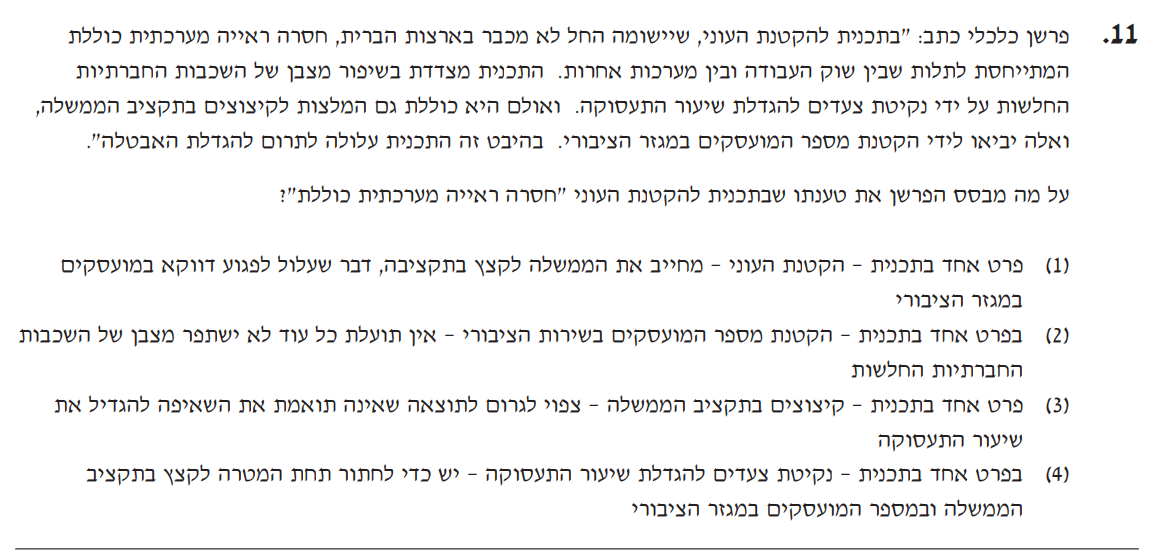 11. פרשן כלכלי כתב: "בתכנית להקטנת העוני, שיישומה החל לא מכבר בארצות הברית, חסרה ראייה מערכתית כוללת
המתייחסת לתלות שבין שוק העבודה ובין מערכות אחרות. התכנית מצדדת בשיפור מצבן של השכבות החברתיות
החלשות על ידי נקיטת צעדים להגדלת שיעור התעסוקה. ואולם היא כוללת גם המלצות לקיצוצים בתקציב הממשלה,
ואלה יביאו לידי הקטנת מספר המועסקים במגזר הציבורי. בהיבט זה התכנית עלולה לתרום להגדלת האבטלה".
על מה מבסס הפרשן את טענתו שבתכנית להקטנת העוני "חסרה ראייה מערכתית כוללת"?
(1) פרט אחד בתכנית – הקטנת העוני – מחייב את הממשלה לקצץ בתקציבה, דבר שעלול לפגוע דווקא במועסקים
במגזר הציבורי
(2) בפרט אחד בתכנית – הקטנת מספר המועסקים בשירות הציבורי – אין תועלת כל עוד לא ישתפר מצבן של השכבות
החברתיות החלשות
(3) פרט אחד בתכנית – קיצוצים בתקציב הממשלה – צפוי לגרום לתוצאה שאינה תואמת את השאיפה להגדיל את
שיעור התעסוקה
(4) בפרט אחד בתכנית – נקיטת צעדים להגדלת שיעור התעסוקה – יש כדי לחתור תחת המטרה לקצץ בתקציב
הממשלה ובמספר המועסקים במגזר הציבורי